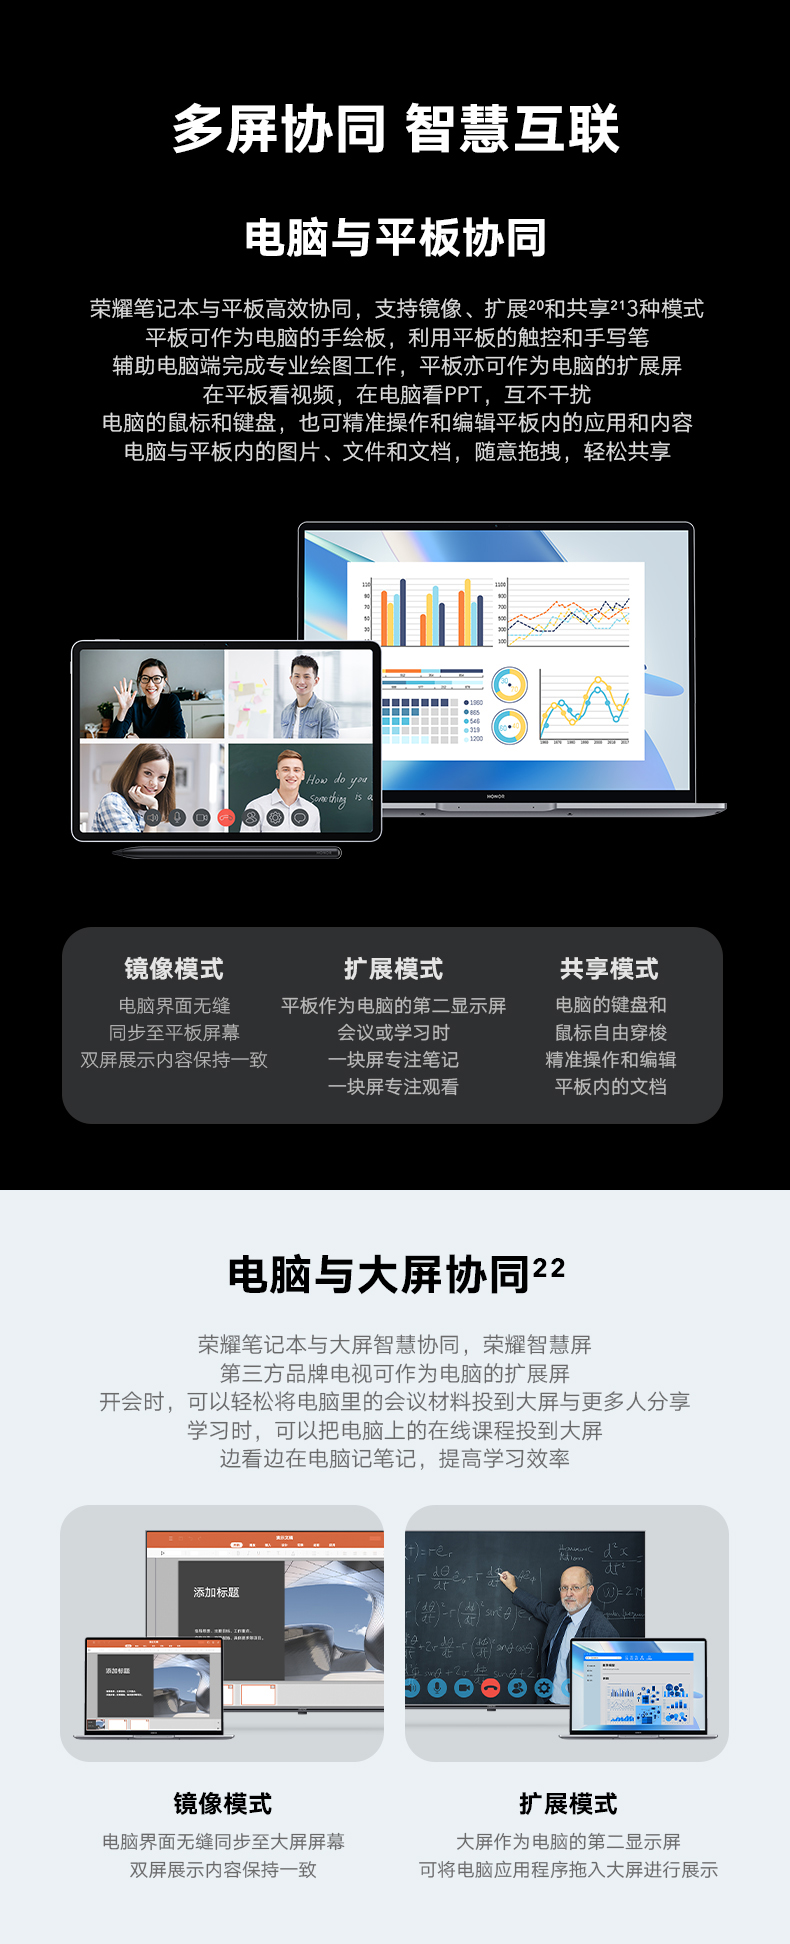 多屏协同 智慧互联
电脑与平板协同
荣耀笔记本与平板高效协同，支持镜像、扩展²⁰和共享²¹3种模式
平板可作为电脑的手绘板，利用平板的触控和手写笔
辅助电脑端完成专业绘图工作，平板亦可作为电脑的扩展屏
在平板看视频，在电脑看PPT，互不干扰
电脑的鼠标和键盘，也可精准操作和编辑平板内的应用和内容
电脑与平板内的图片、文件和文档，随意拖拽，轻松共享
1100
900
700
500
300
100
1980
865
546
319
1200
HONOR
How do you
Something is a
镜像模式
电脑界面无缝
同步至平板屏幕
双屏展示内容保持一致
扩展模式
平板作为电脑的第二显示屏
会议或学习时
一块屏专注笔记
一块屏专注观看
共享模式
电脑的键盘和
鼠标自由穿梭
精准操作和编辑
平板内的文档
电脑与大屏协同²²
荣耀笔记本与大屏智慧协同，荣耀智慧屏
第三方品牌电视可作为电脑的扩展屏
开会时，可以轻松将电脑里的会议材料投到大屏与更多人分享
学习时，可以把电脑上的在线课程投到大屏
边看边在电脑记笔记，提高学习效率
添加标题
添加标题
镜像模式
电脑界面无缝同步至大屏屏幕
双屏展示内容保持一致
扩展模式
大屏作为电脑的第二显示屏
可将电脑应用程序拖入大屏进行展示